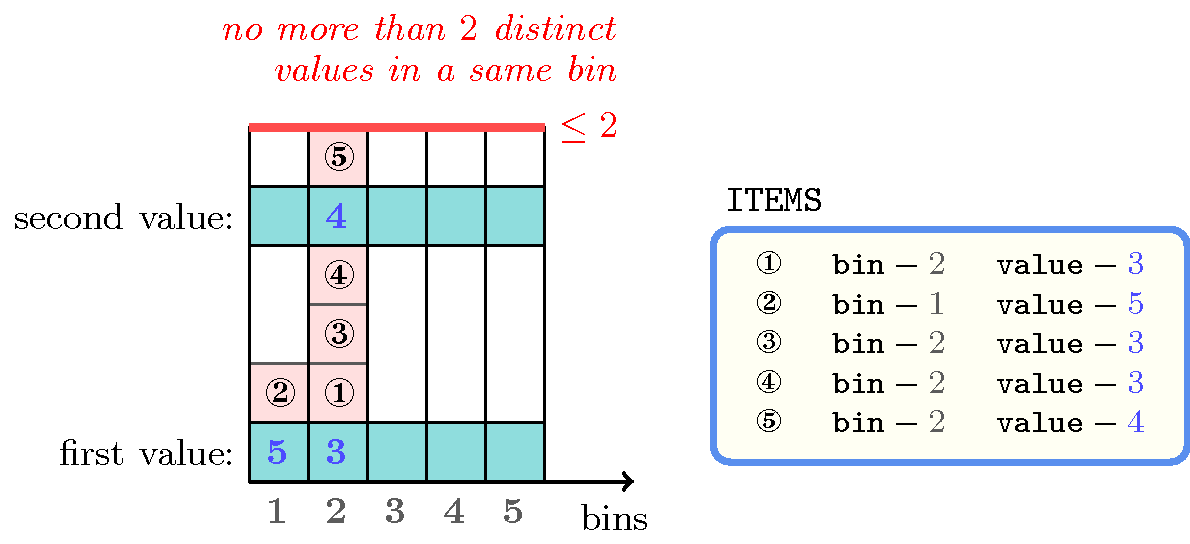 no more than 2 distinct
values in a same bin
≤ 2
⑤
second value: 4
④
③
② ①
first value: 5 3
1 2 3 4 5
bins
ITEMS
① bin − 2 value − 3
② bin − 1 value − 5
③ bin − 2 value − 3
④ bin − 2 value − 3
⑤ bin − 2 value − 4